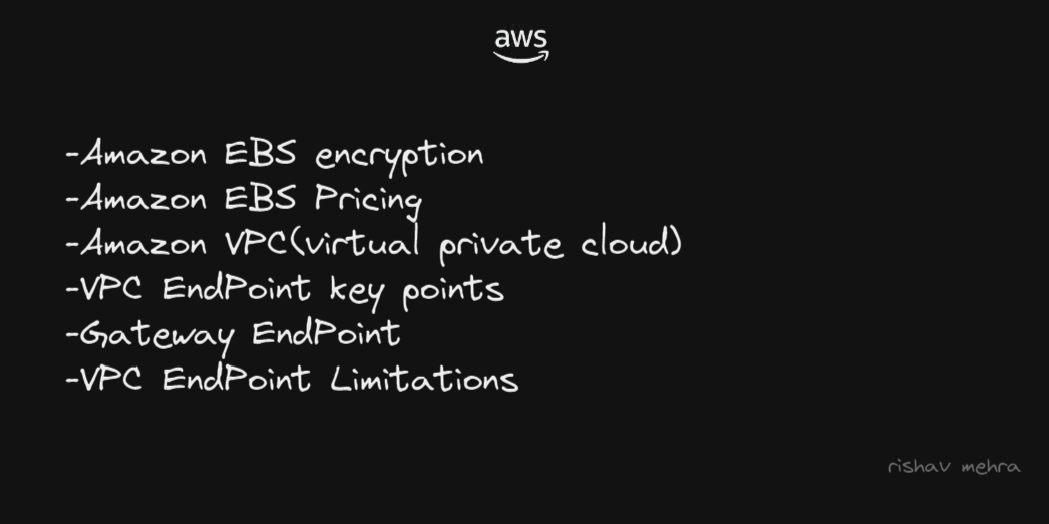 aws
-Amazon EBS encryption
-Amazon EBS Pricing
-Amazon VPC(virtual private cloud)
-VPC EndPoint key points
-Gateway EndPoint
-VPC EndPoint Limitations
rishav mehra